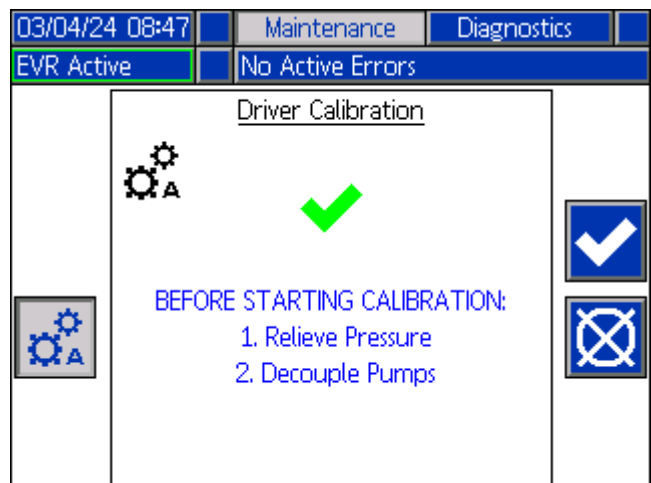 03/04/24 08:47 Maintenance Diagnostics
EVR Active No Active Errors
Driver Calibration
A
BEFORE STARTING CALIBRATION:
1. Relieve Pressure
A
2. Decouple Pumps